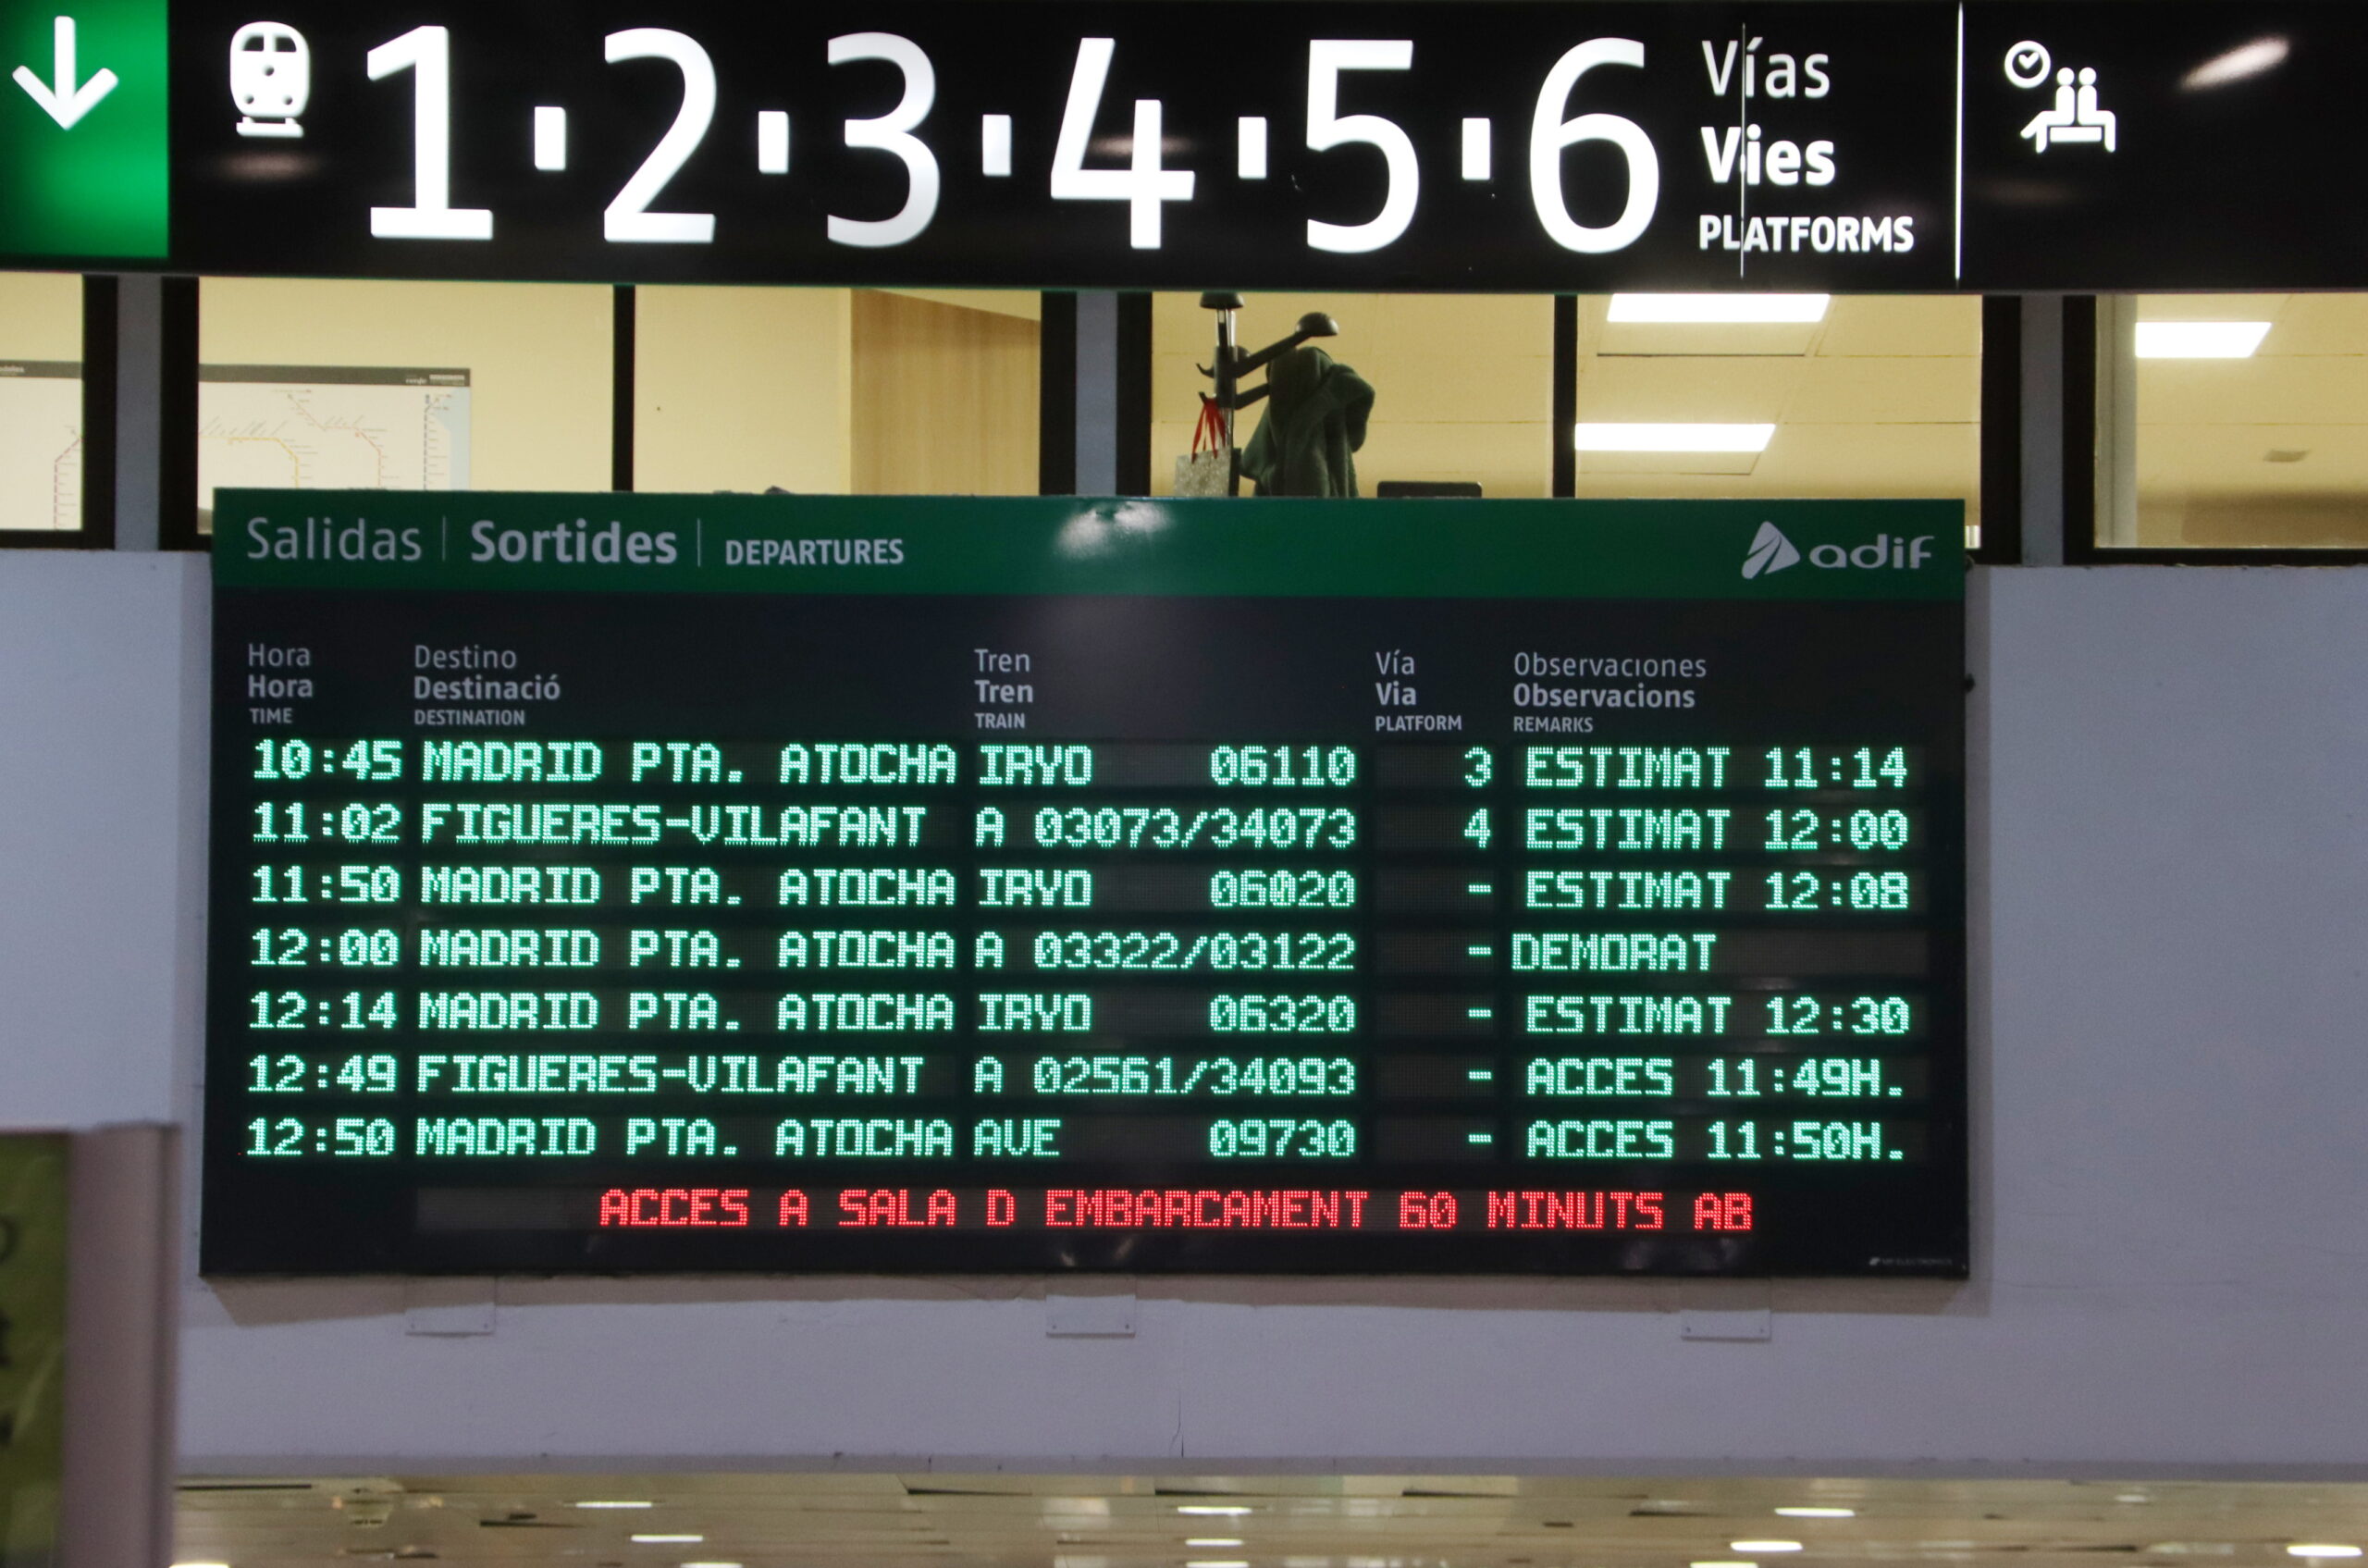 1·2·3·4·5·6
Vías
Vies
PLATFORMS
Salidas | Sortides | DEPARTURES
adif
Hora Destino Tren Vía Observaciones
Hora Destinació Tren Via Observacions
TIME DESTINATION TRAIN PLATFORM REMARKS
10:45 MADRID PTA. ATOCHA IRYO 06110 3 ESTIMAT 11:14
11:02 FIGUERES-VILAFANT A 03073/34073 4 ESTIMAT 12:00
11:50 MADRID PTA. ATOCHA IRYO 06020 - ESTIMAT 12:08
12:00 MADRID PTA. ATOCHA A 03322/03122 - DEMORAT
12:14 MADRID PTA. ATOCHA IRYO 06320 - ESTIMAT 12:30
12:49 FIGUERES-VILAFANT A 02561/34093 - ACCES 11:49H.
12:50 MADRID PTA. ATOCHA AVE 09730 - ACCES 11:50H.
ACCES A SALA D EMBARCAMENT 60 MINUTS AB